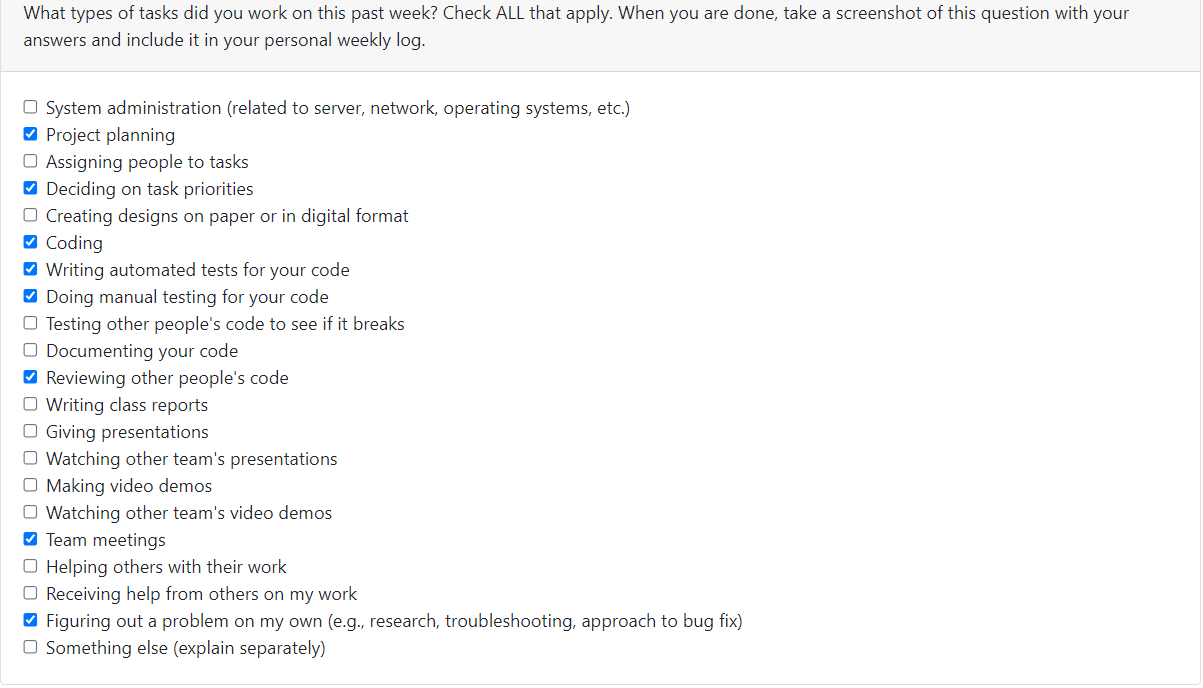 What types of tasks did you work on this past week? Check ALL that apply. When you are done, take a screenshot of this question with your
answers and include it in your personal weekly log.
System administration (related to server, network, operating systems, etc.)
Project planning
Assigning people to tasks
Deciding on task priorities
Creating designs on paper or in digital format
Coding
Writing automated tests for your code
Doing manual testing for your code
Testing other people's code to see if it breaks
Documenting your code
Reviewing other people's code
Writing class reports
Giving presentations
Watching other team's presentations
Making video demos
Watching other team's video demos
Team meetings
Helping others with their work
Receiving help from others on my work
Figuring out a problem on my own (e.g., research, troubleshooting, approach to bug fix)
Something else (explain separately)